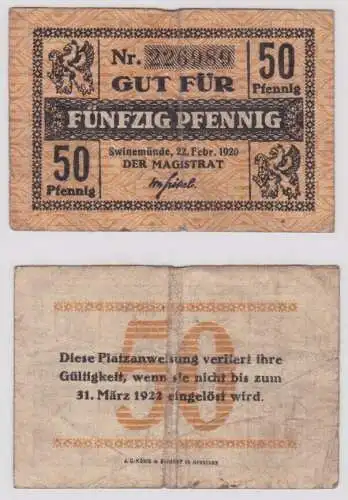 Nr. 226989 50
Pfennig
GUT FÜR
FÜNFZIG PFENNIG
Swinemünde, 22. Febr. 1920
50
Pfennig
DER MAGISTRAT
50
Diese Platzanweisung verliert ihre
Gültigkeit, wenn sie nicht bis zum
31. März 1922 eingelöst wird.